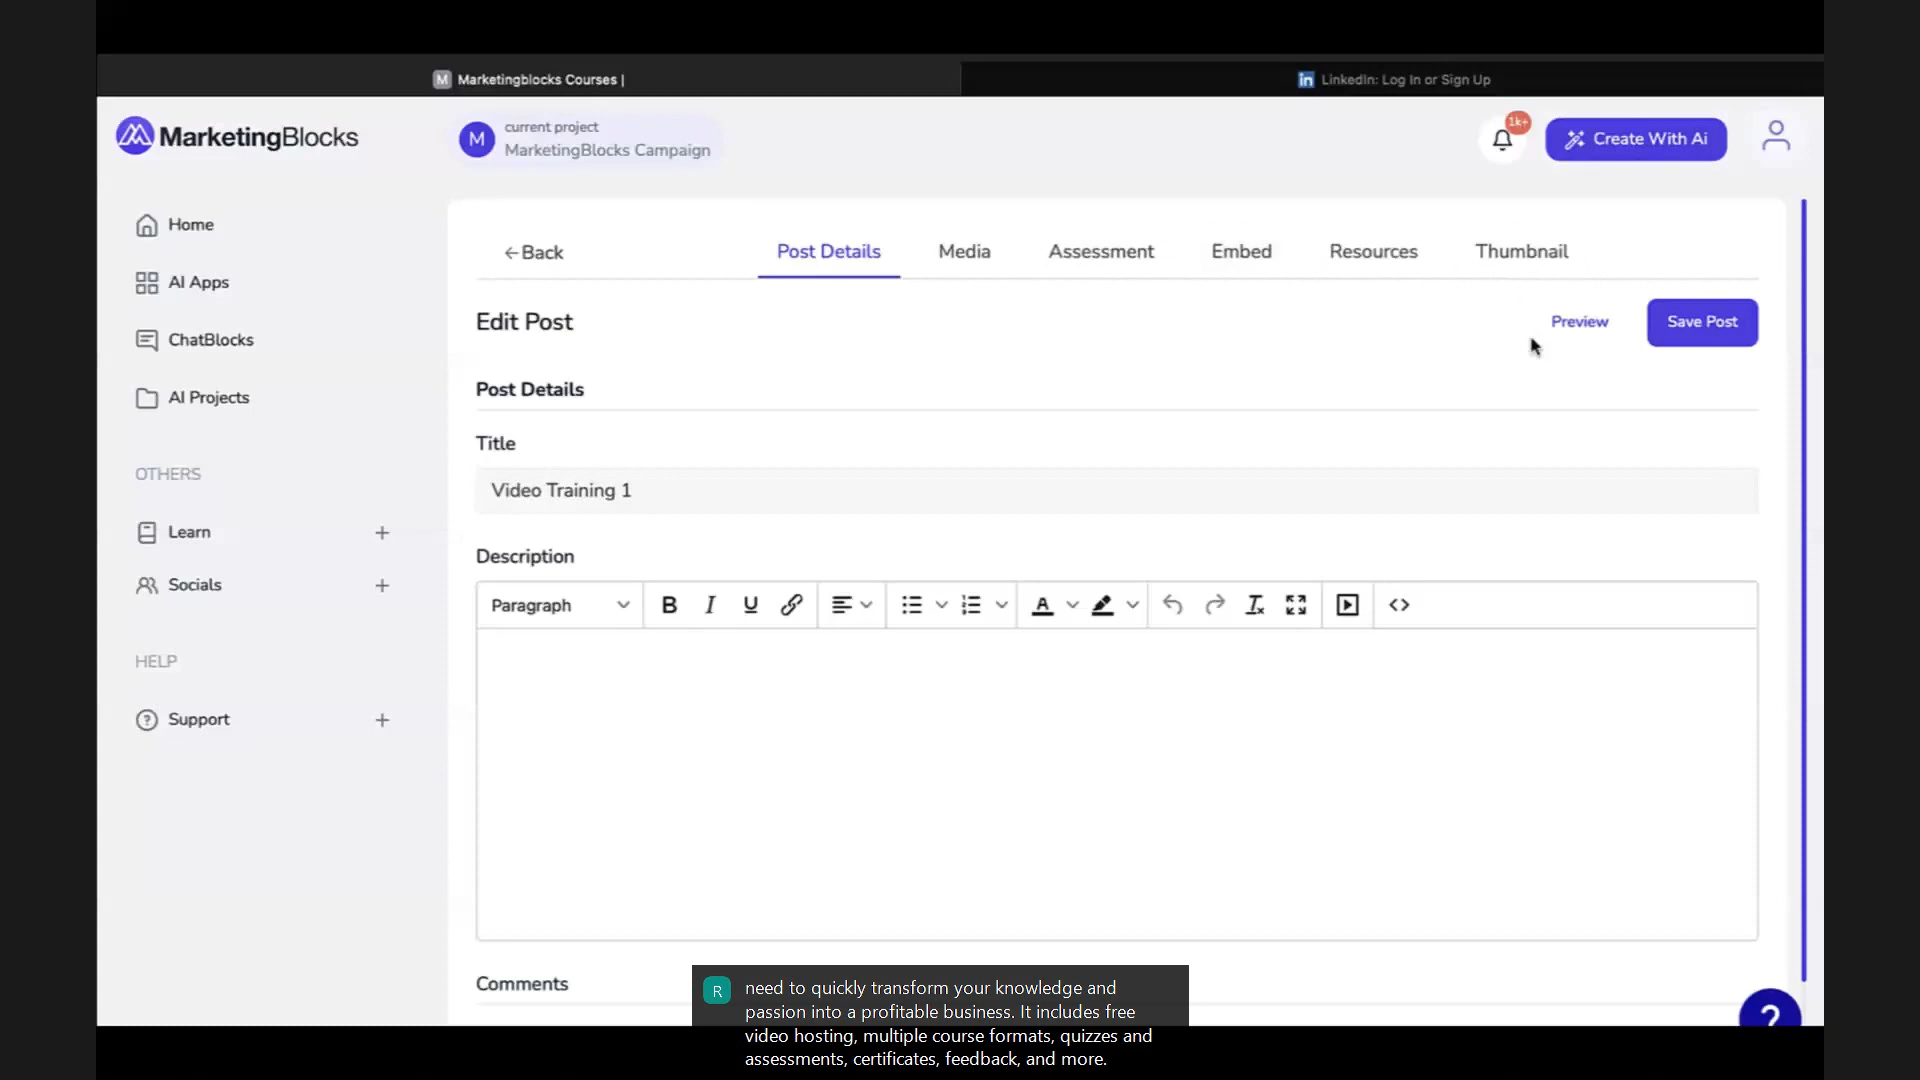 M Marketingblocks Courses |
in LinkedIn: Log In or Sign Up
MarketingBlocks
M
current project
MarketingBlocks Campaign
1k+
Create With Ai
Home
AI Apps
ChatBlocks
AI Projects
OTHERS
Learn +
Socials +
HELP
? Support +
←Back
Post Details
Media
Assessment
Embed
Resources
Thumbnail
Edit Post
Preview
Save Post
Post Details
Title
Video Training 1
Description
Paragraph B I U A <>
Comments
?
R
need to quickly transform your knowledge and
passion into a profitable business. It includes free
video hosting, multiple course formats, quizzes and
assessments, certificates, feedback, and more.